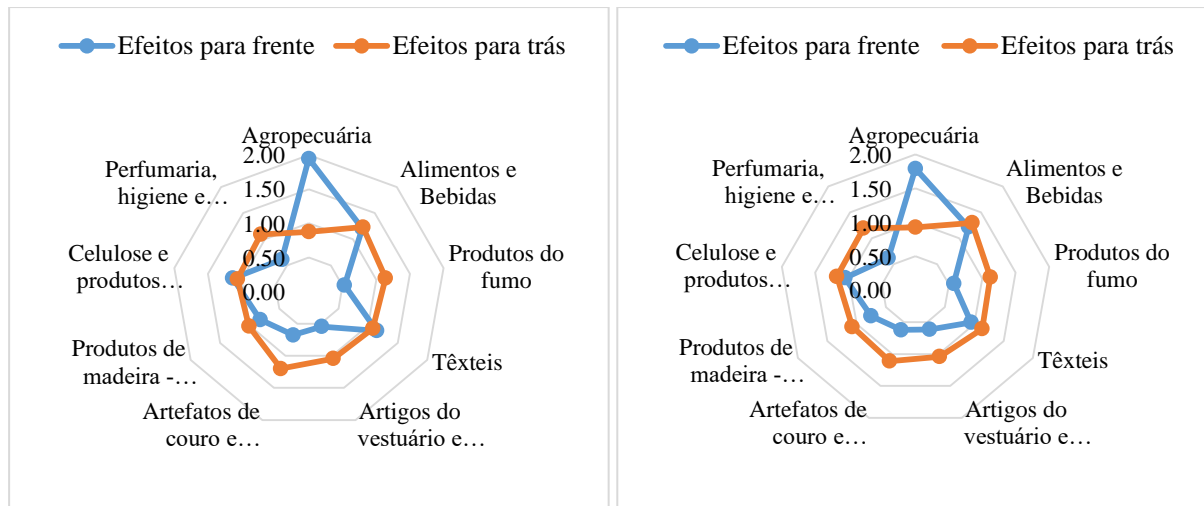 Efeitos para frente
Efeitos para trás
Agropecuária
2.00
1.50
1.00
0.50
0.00
Alimentos e
Bebidas
Produtos do
fumo
Têxteis
Artigos do
vestuário e…
Artefatos de
couro e…
Produtos de
madeira -…
Celulose e
produtos…
Perfumaria,
higiene e…
Efeitos para frente
Efeitos para trás
Agropecuária
2.00
1.50
1.00
0.50
0.00
Alimentos e
Bebidas
Produtos do
fumo
Têxteis
Artigos do
vestuário e…
Artefatos de
couro e…
Produtos de
madeira -…
Celulose e
produtos…
Perfumaria,
higiene e…